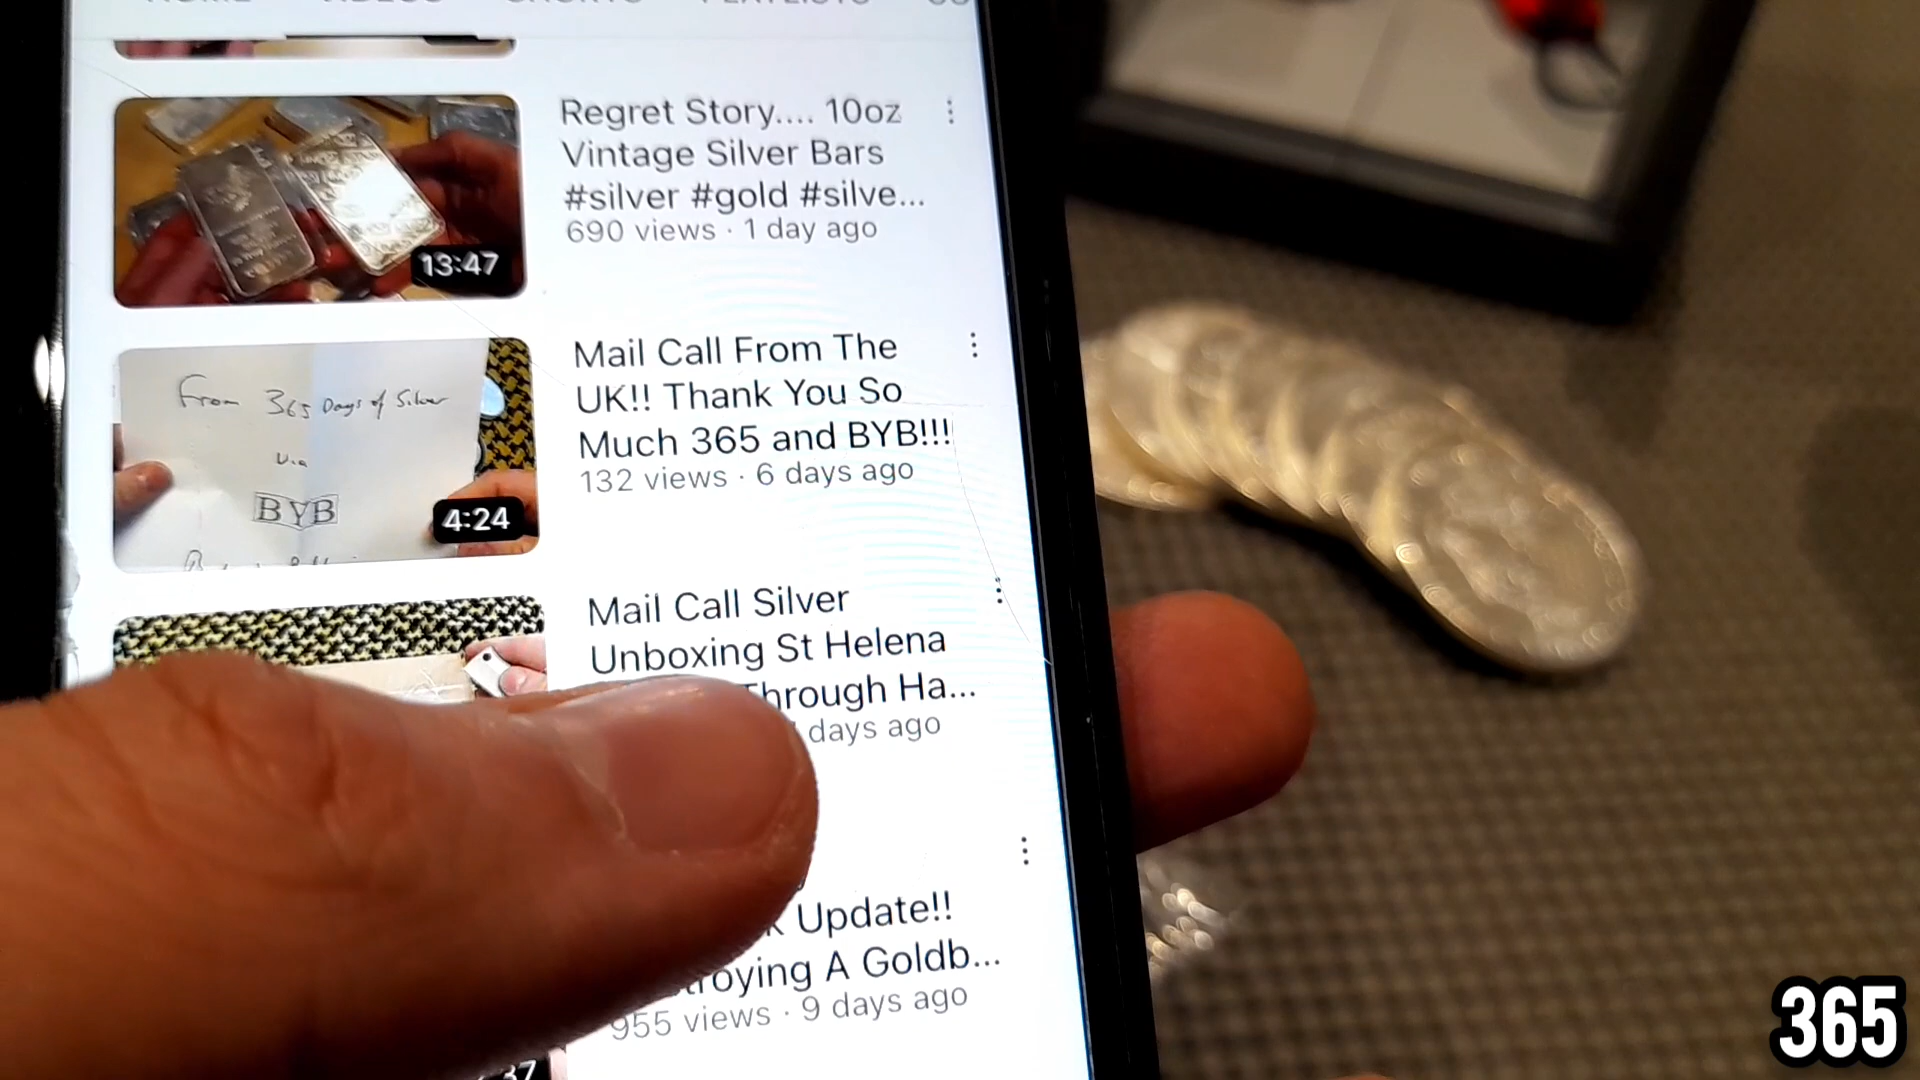 Regret Story.... 10oz
Vintage Silver Bars
#silver #gold #silve...
690 views · 1 day ago
13:47
Mail Call From The
UK!! Thank You So
Much 365 and BYB!!!
132 views · 6 days ago
From 365 Days of Silver
via
BYB
4:24
Mail Call Silver
Unboxing St Helena
Through Ha...
days ago
Update!!
A Goldb...
955 views · 9 days ago
37
365